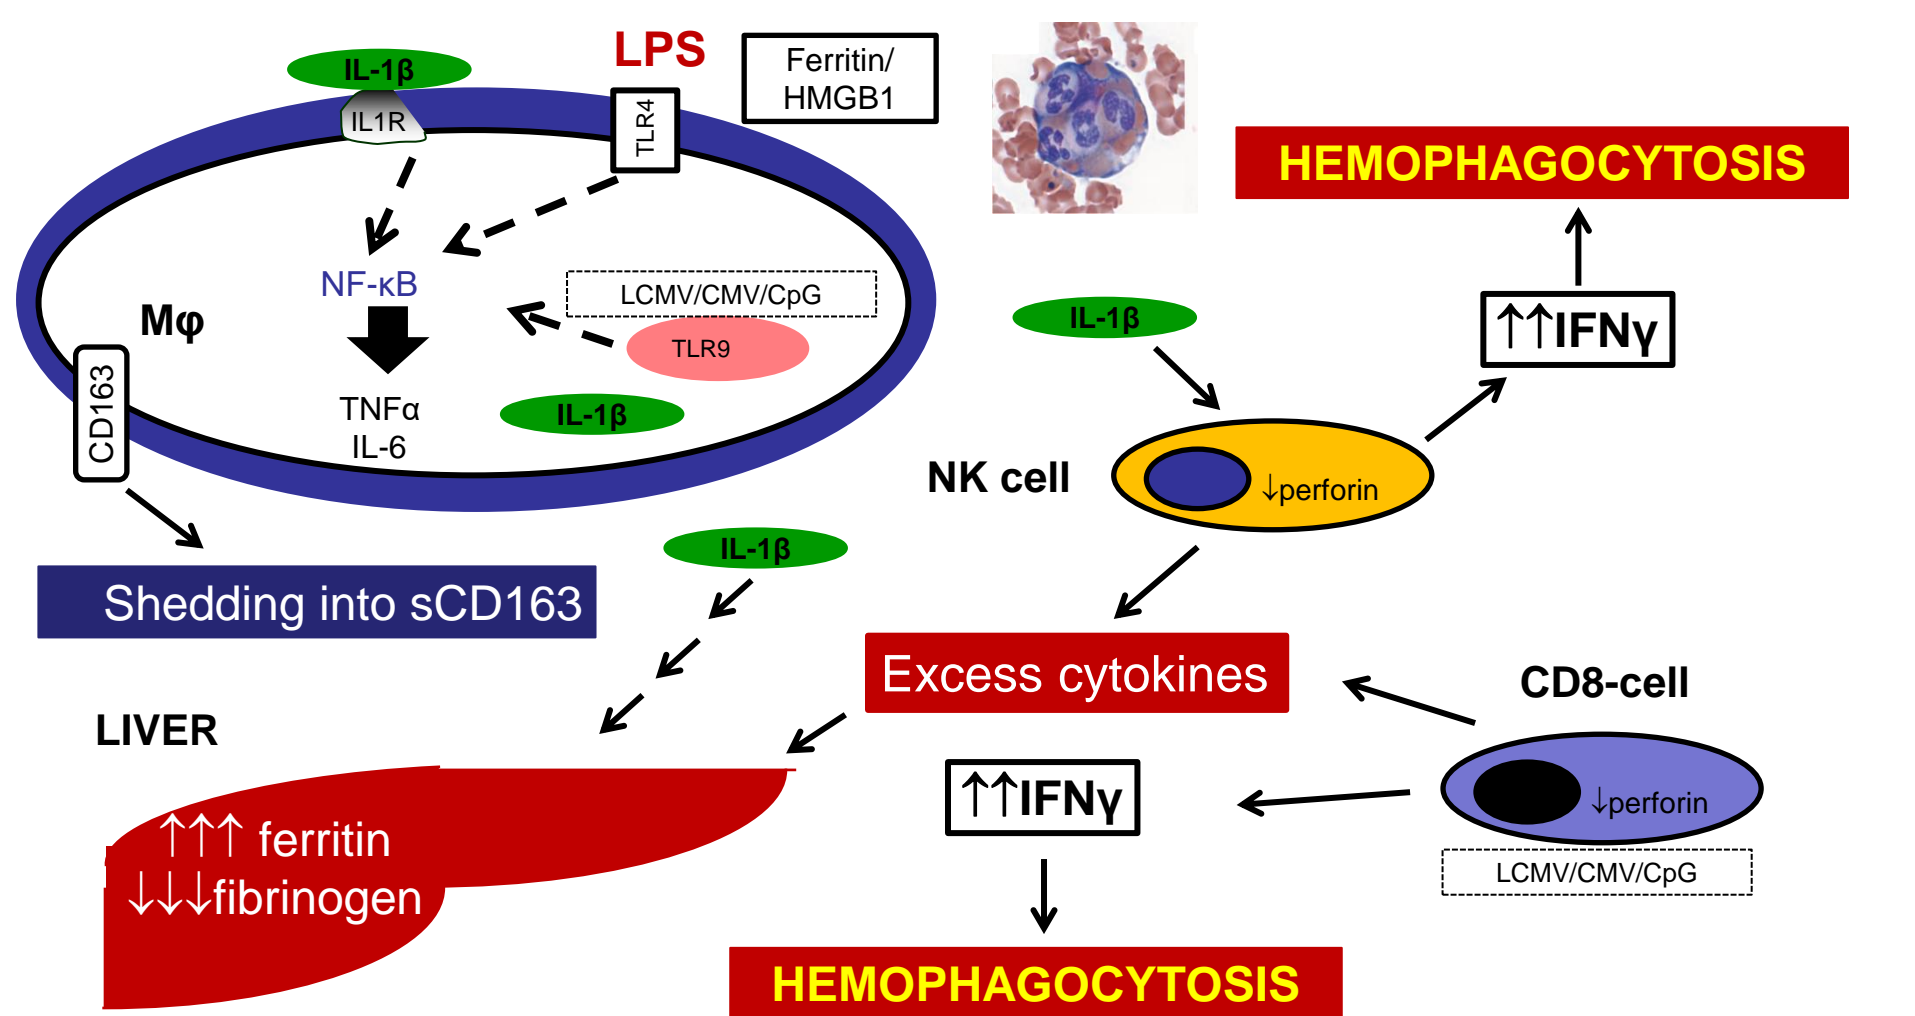 IL-1β
LPS
Ferritin/
HMGB1
IL1R
TLR4
HEMOPHAGOCYTOSIS
NF-κB
LCMV/CMV/CpG
Mφ
TLR9
IL-1β
↑↑IFNγ
CD163
TNFα
IL-6
IL-1β
NK cell
↓perforin
IL-1β
Shedding into sCD163
Excess cytokines
CD8-cell
LIVER
↑↑IFNγ
↓perforin
↑↑↑ ferritin
↓↓↓fibrinogen
LCMV/CMV/CpG
HEMOPHAGOCYTOSIS